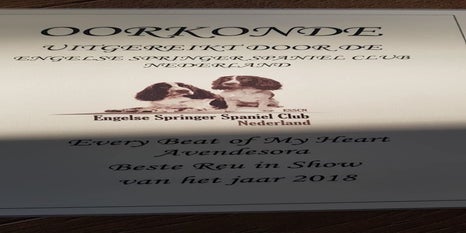 OORKONDE
UITGEREIKT DOOR DE
ENGELSE SPRINGER SPANIEL CLUB
NEDERLAND
ESSCN
Engelse Springer Spaniel Club
Nederland
Every Beat of My Heart
Avendesora
Beste Reu in Show
van het jaar 2018